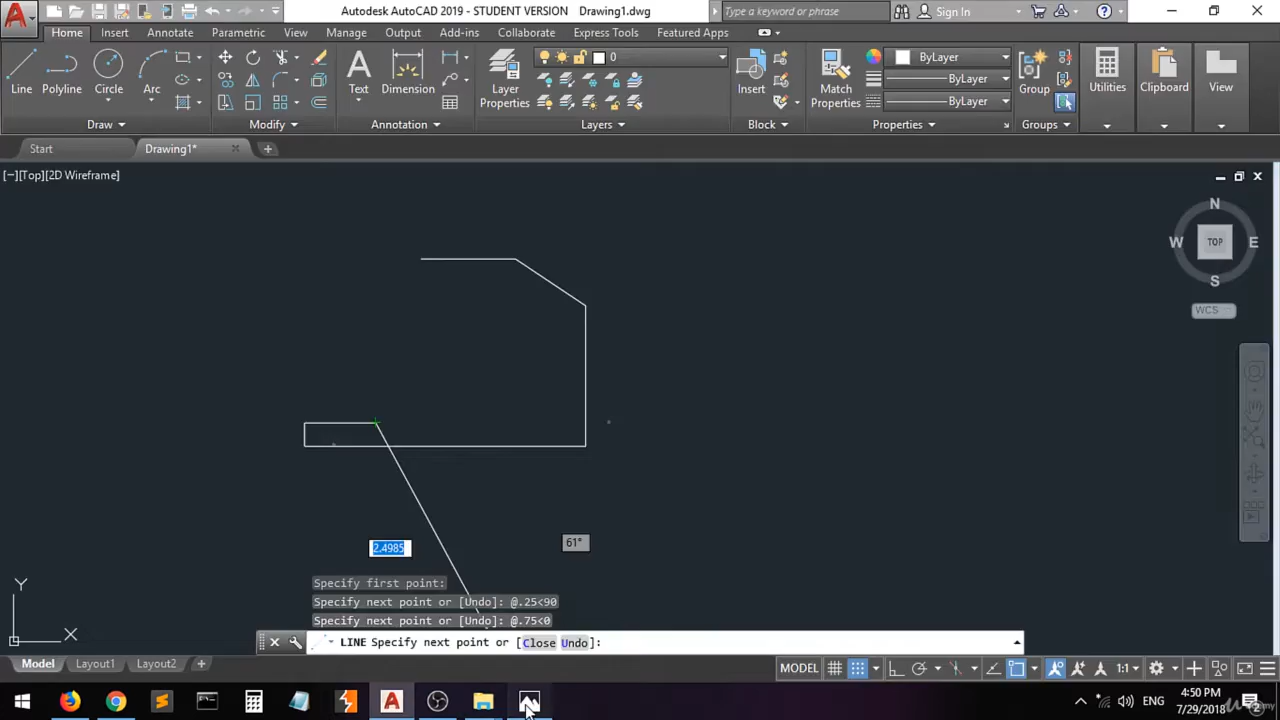 Autodesk AutoCAD 2019 - STUDENT VERSION Drawing1.dwg
Type a keyword or phrase
Sign In
Home Insert Annotate Parametric View Manage Output Add-ins Collaborate Express Tools Featured Apps
Line Polyline Circle Arc
Text Dimension
Layer Properties
0
Insert
Match Properties
ByLayer
ByLayer
ByLayer
Group
Utilities
Clipboard
View
Draw Modify Annotation Layers Block Properties Groups
Start Drawing1*
[−][Top][2D Wireframe]
N
W TOP E
S
WCS
2.4985
61°
Specify first point:
Specify next point or [Undo]: @.25<90
Specify next point or [Undo]: @.75<0
LINE Specify next point or [Close Undo]:
Y
X
Model Layout1 Layout2
MODEL
1:1
ENG
4:50 PM
7/29/2018